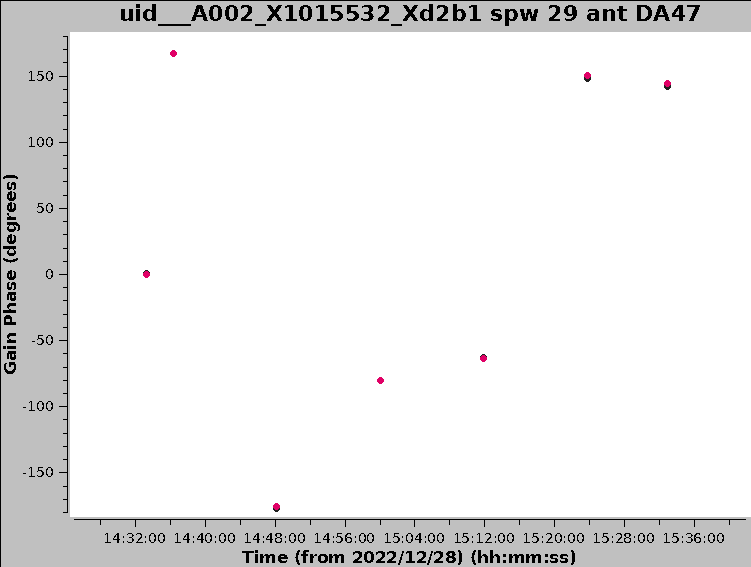 uid___A002_X1015532_Xd2b1 spw 29 ant DA47
Gain Phase (degrees)
150
100
50
0
-50
-100
-150
14:32:00 14:40:00 14:48:00 14:56:00 15:04:00 15:12:00 15:20:00 15:28:00 15:36:00
Time (from 2022/12/28) (hh:mm:ss)